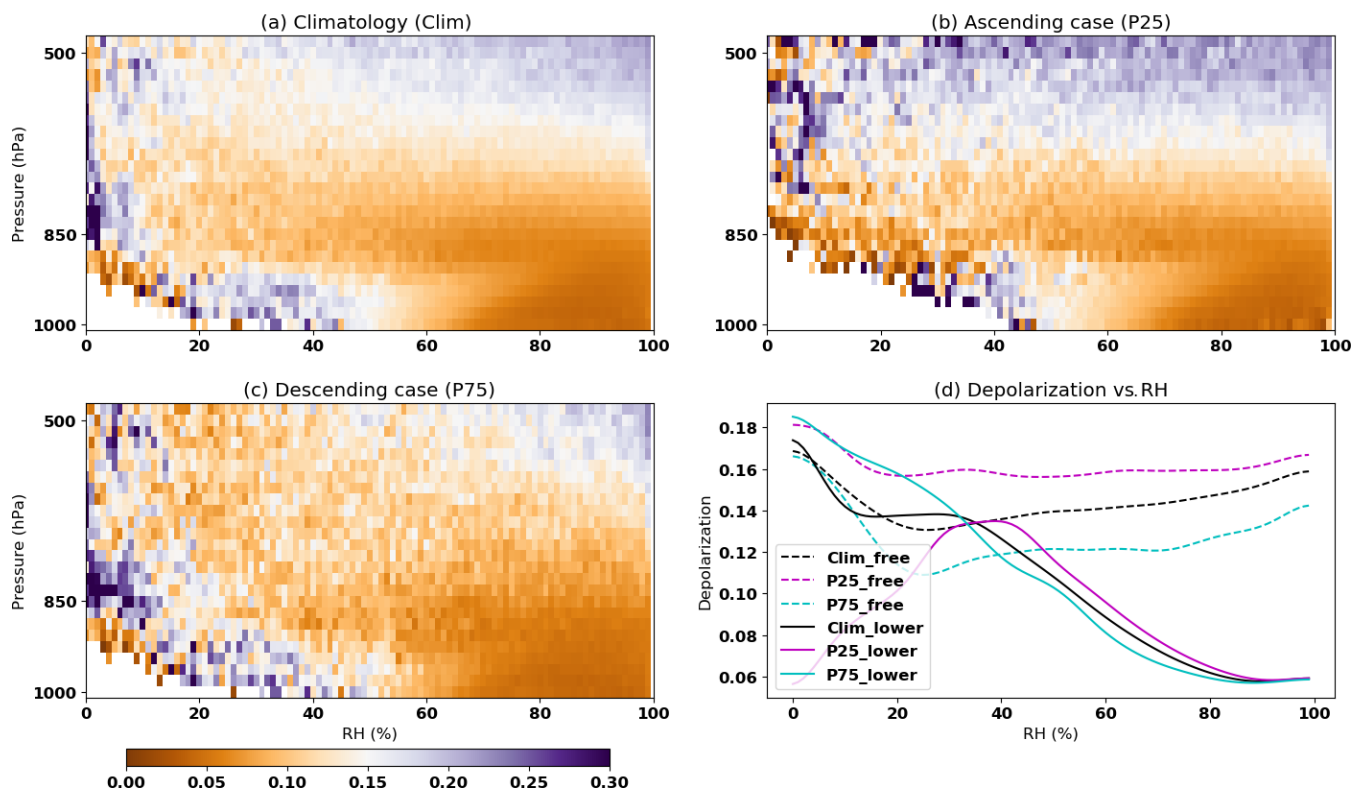 (a) Climatology (Clim)
500
850
1000
Pressure (hPa)
0 20 40 60 80 100
(b) Ascending case (P25)
500
850
1000
0 20 40 60 80 100
(c) Descending case (P75)
500
850
1000
Pressure (hPa)
0 20 40 60 80 100
RH (%)
0.00 0.05 0.10 0.15 0.20 0.25 0.30
(d) Depolarization vs. RH
0.18
0.16
0.14
0.12
0.10
0.08
0.06
Depolarization
Clim_free
P25_free
P75_free
Clim_lower
P25_lower
P75_lower
0 20 40 60 80 100
RH (%)